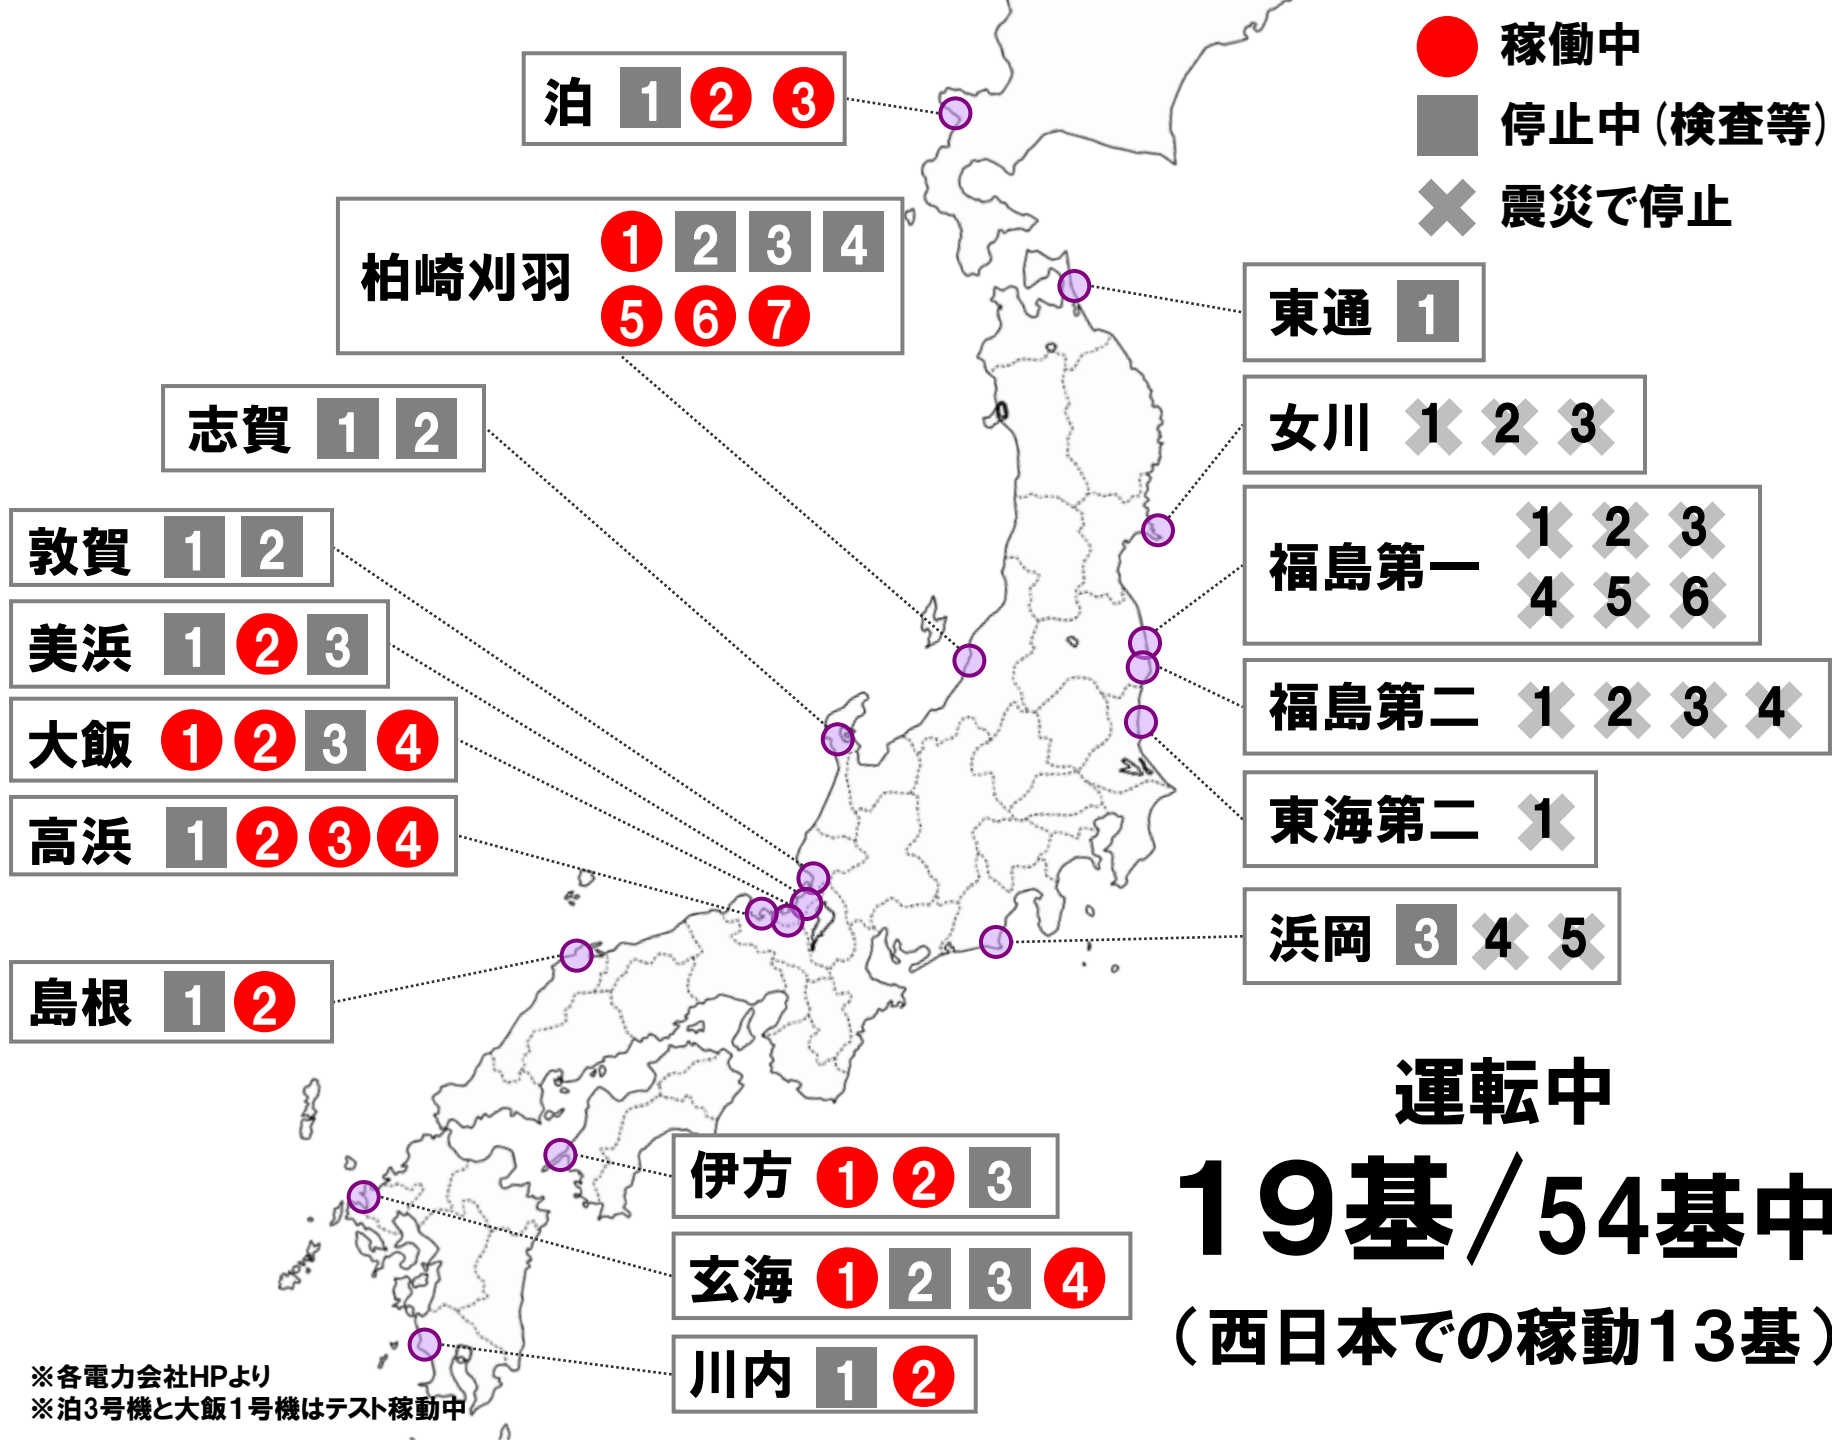 稼働中
停止中(検査等)
震災で停止
泊 1 2 3
柏崎刈羽 1 2 3 4
5 6 7
志賀 1 2
敦賀 1 2
美浜 1 2 3
大飯 1 2 3 4
高浜 1 2 3 4
島根 1 2
東通 1
女川 1 2 3
福島第一 1 2 3
4 5 6
福島第二 1 2 3 4
東海第二 1
浜岡 3 4 5
伊方 1 2 3
玄海 1 2 3 4
川内 1 2
運転中
19基/54基中
(西日本での稼動13基)
※各電力会社HPより
※泊3号機と大飯1号機はテスト稼動中